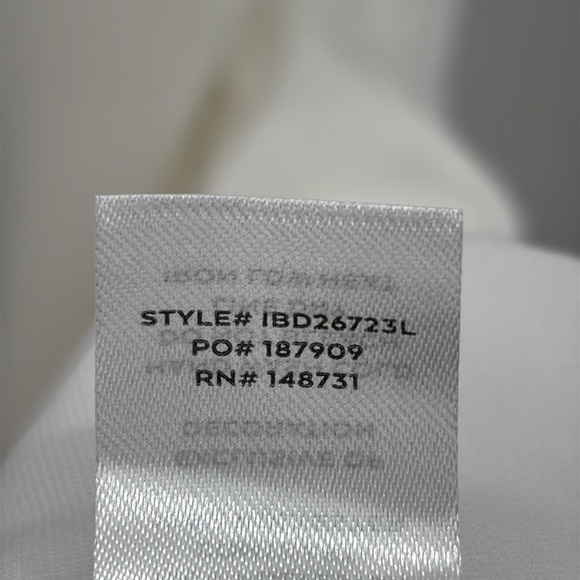 STYLE# IBD26723L
PO# 187909
RN# 148731